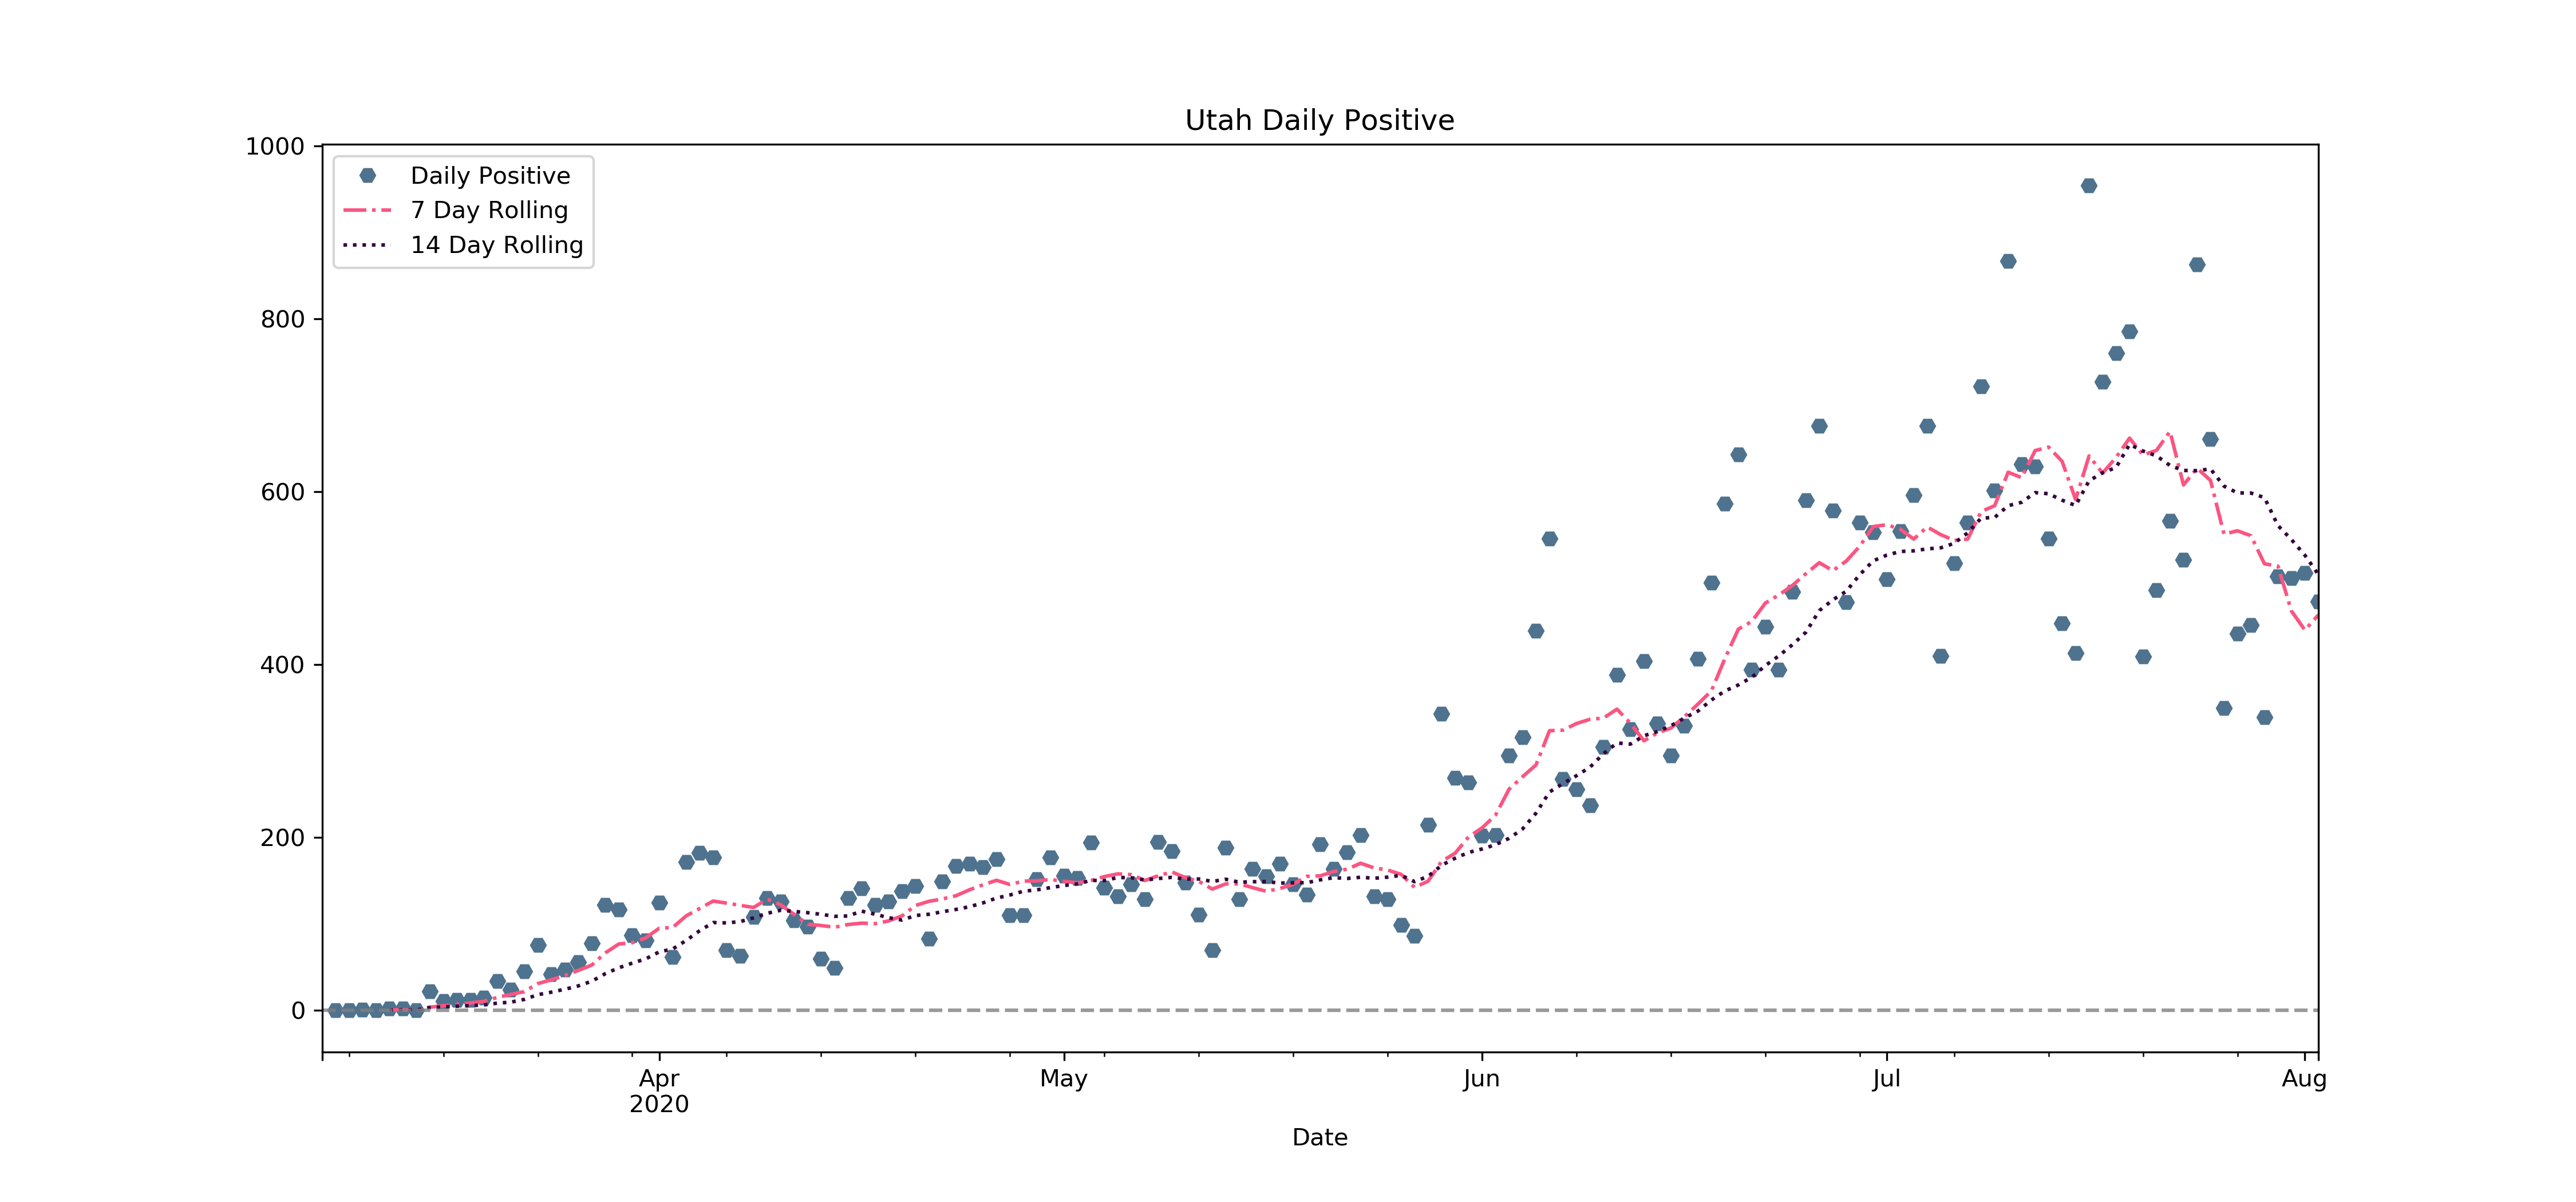 Utah Daily Positive
1000
800
600
400
200
0
Daily Positive
7 Day Rolling
14 Day Rolling
Apr
2020
May
Jun
Jul
Aug
Date